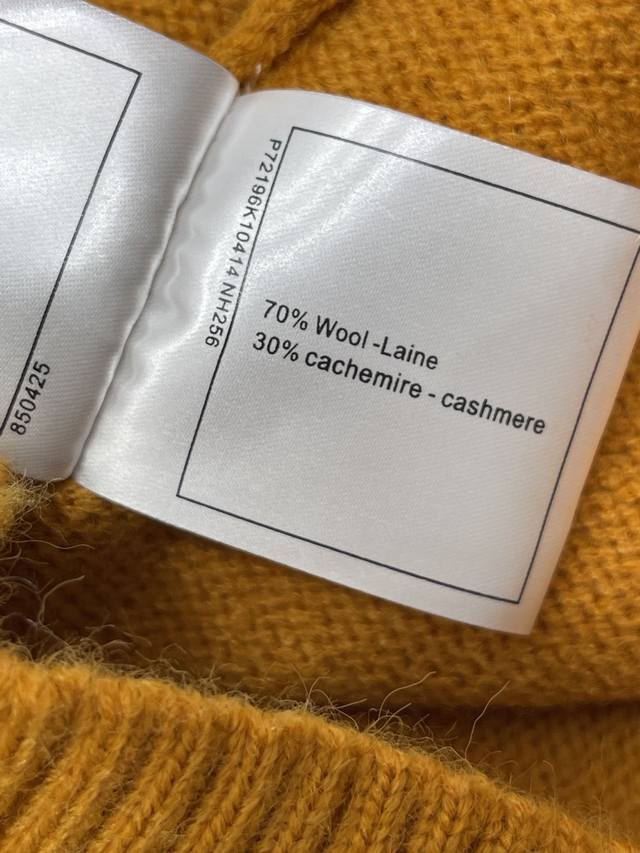 850425
P72196K10414 NH256
70% Wool -Laine
30% cachemire - cashmere